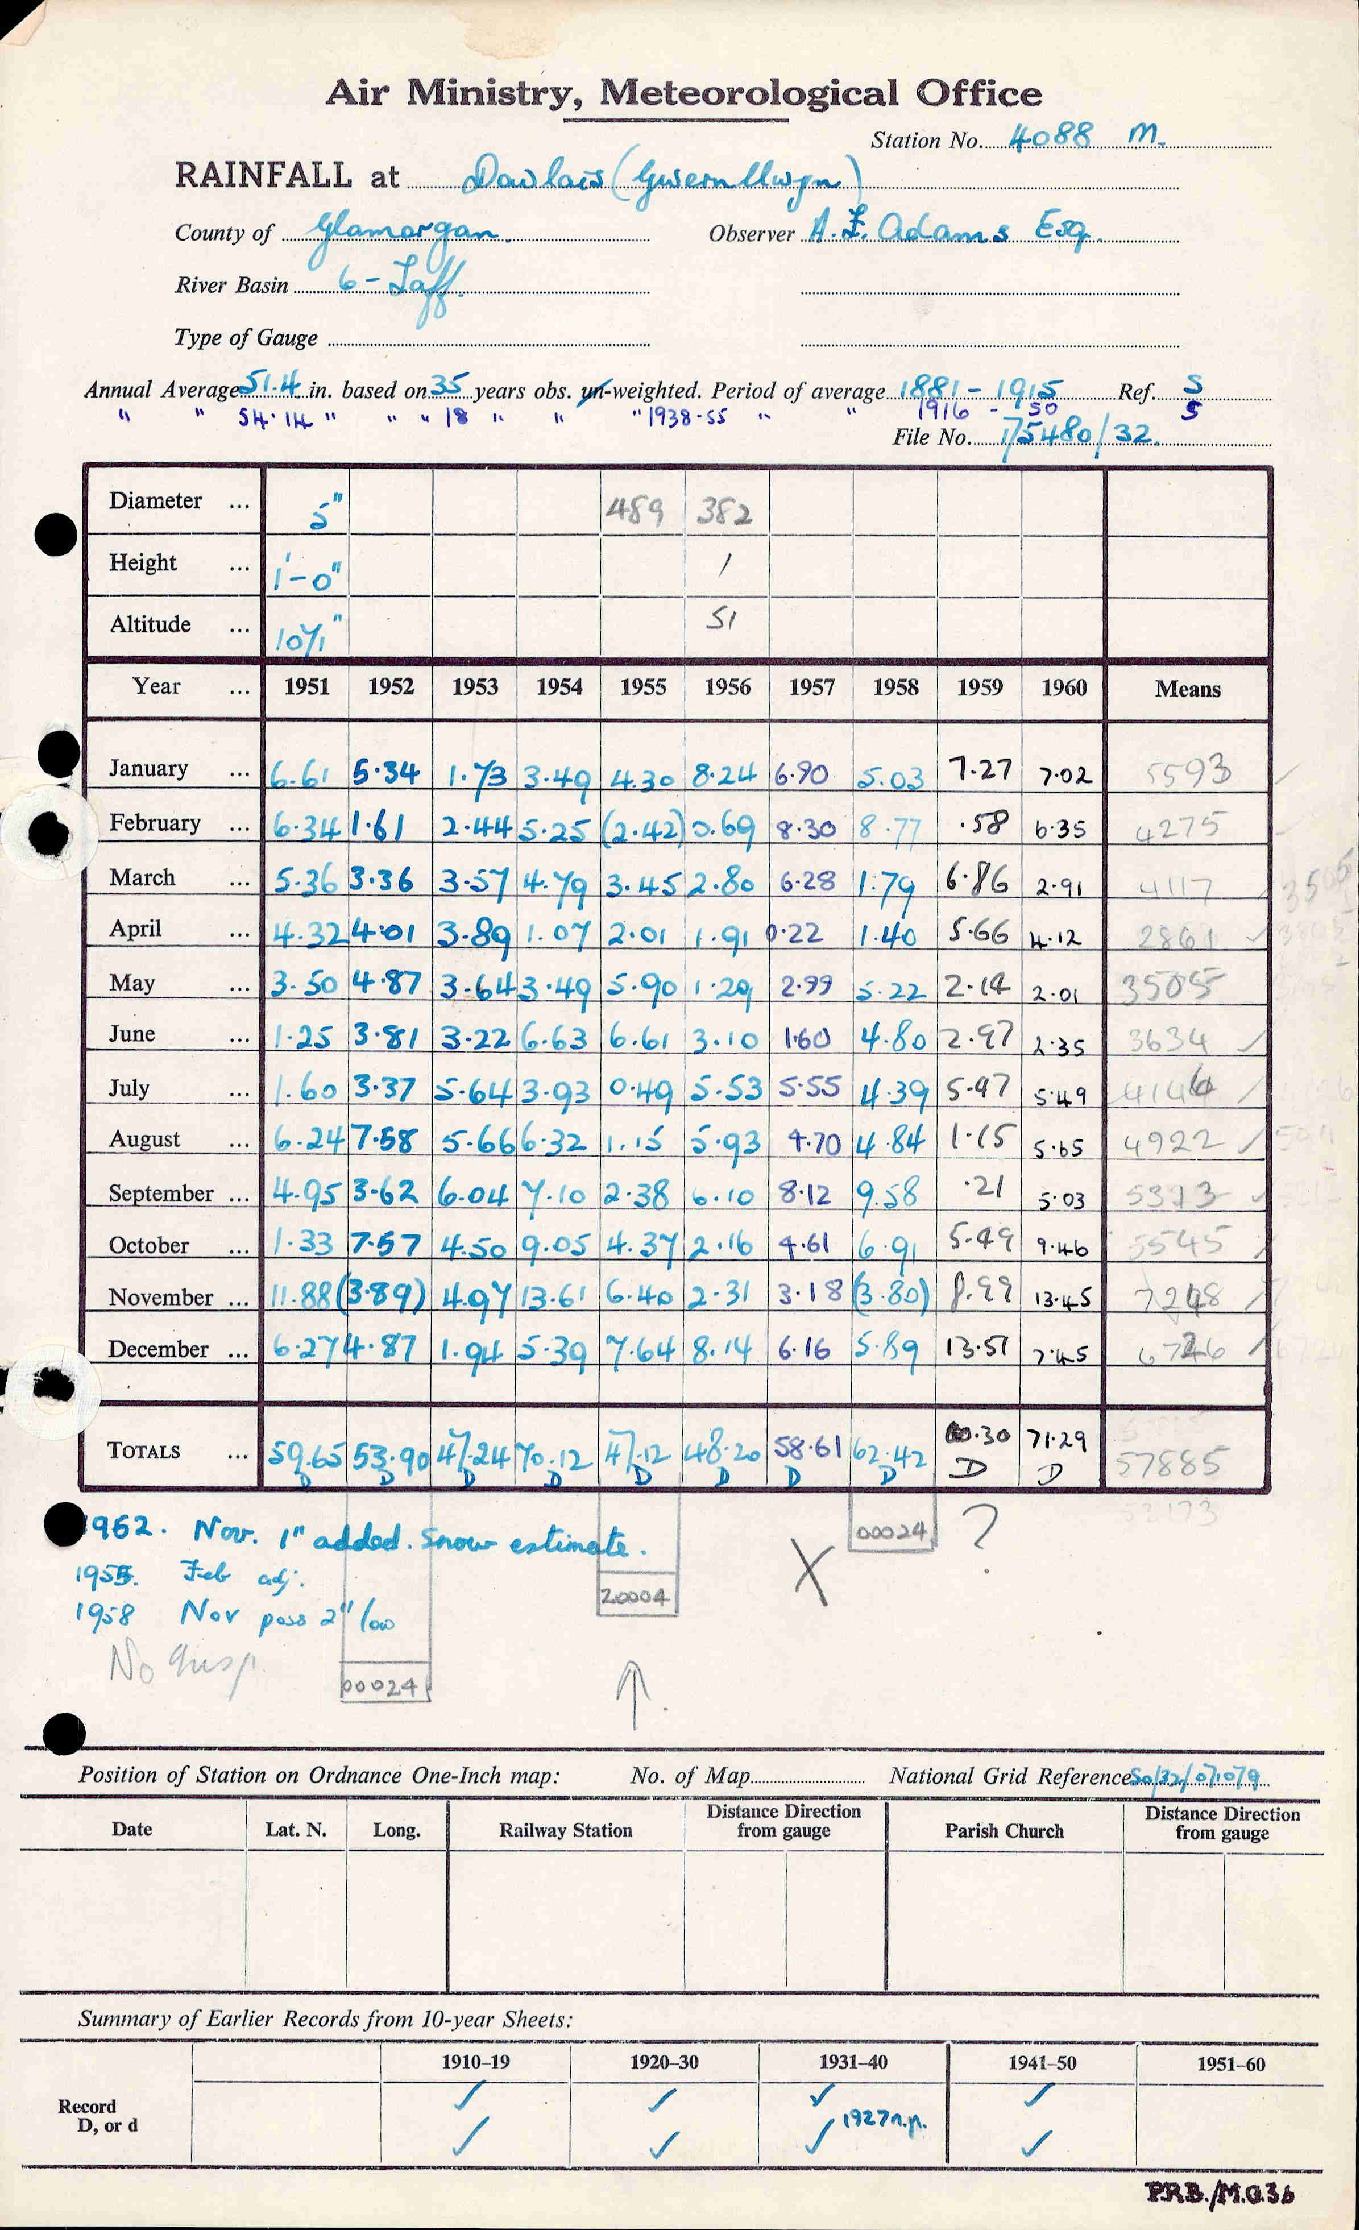 Air Ministry, Meteorological Office
Station No. 4088 M.
RAINFALL at Dowlais (Gwernllwyn)
County of Glamorgan. Observer A. E. Adams Esq.
River Basin 6 - Taff.
Type of Gauge
Annual Average 51.4 in. based on 35 years obs. un-weighted. Period of average 1881 - 1915 Ref. S
" " 54.14 " " " 18 " " " 1938-55 " " 1916 - 50 S
File No. 175480/32.
Diameter ... 5" 489 382
Height ... 1'-0" 1
Altitude ... 51
Year ... 1951 1952 1953 1954 1955 1956 1957 1958 1959 1960 Means
January ... 6.61 5.34 1.73 3.49 4.30 8.24 6.90 5.03 7.27 7.02 5593
February ... 6.34 1.61 2.44 5.25 (2.42) 0.69 8.30 8.77 .58 6.35 4275
March ... 5.36 3.36 3.57 4.79 3.45 2.80 6.28 1.79 6.86 2.91 4117
April ... 4.32 4.01 3.89 1.07 2.01 1.91 0.22 1.40 5.66 4.12 2861
May ... 3.50 4.87 3.64 3.49 5.90 1.29 2.99 5.22 2.14 2.01 3505
June ... 1.25 3.81 3.22 6.63 6.61 3.10 1.60 4.80 2.97 2.35 3634
July ... 1.60 3.37 5.64 3.93 0.49 5.53 5.55 4.39 5.47 5.49 4146
August ... 6.24 7.58 5.66 6.32 1.15 5.93 4.70 4.84 1.15 5.65 4922
September ... 4.95 3.62 6.04 7.10 2.38 6.10 8.12 9.58 .21 5.03 5313
October ... 1.33 7.57 4.50 9.05 4.37 2.16 4.61 6.91 5.49 9.46 5545
November ... 11.88 (3.89) 4.97 13.61 6.40 2.31 3.18 (3.80) 8.99 13.45 7248
December ... 6.27 4.87 1.94 5.39 7.64 8.14 6.16 5.89 13.51 7.45 6726
TOTALS ... 59.65 53.90 47.24 70.12 47.12 48.20 58.61 62.42 60.30 71.29 57885
D D D D D D D D D D
52173
1952. Nov. 1" added. Snow estimate. X 00024 ?
1955. Feb adj. 20004
1958 Nov poss 2" low
No Insp. 00024
Position of Station on Ordnance One-Inch map: No. of Map National Grid Reference SO/32/071079
Date Lat. N. Long. Railway Station Distance Direction from gauge Parish Church Distance Direction from gauge
Summary of Earlier Records from 10-year Sheets:
1910–19 1920–30 1931–40 1941–50 1951–60
Record ✓ ✓ ✓ ✓
D, or d ✓ ✓ ✓ 1927 n.p. ✓
P.R.B./M.O.36